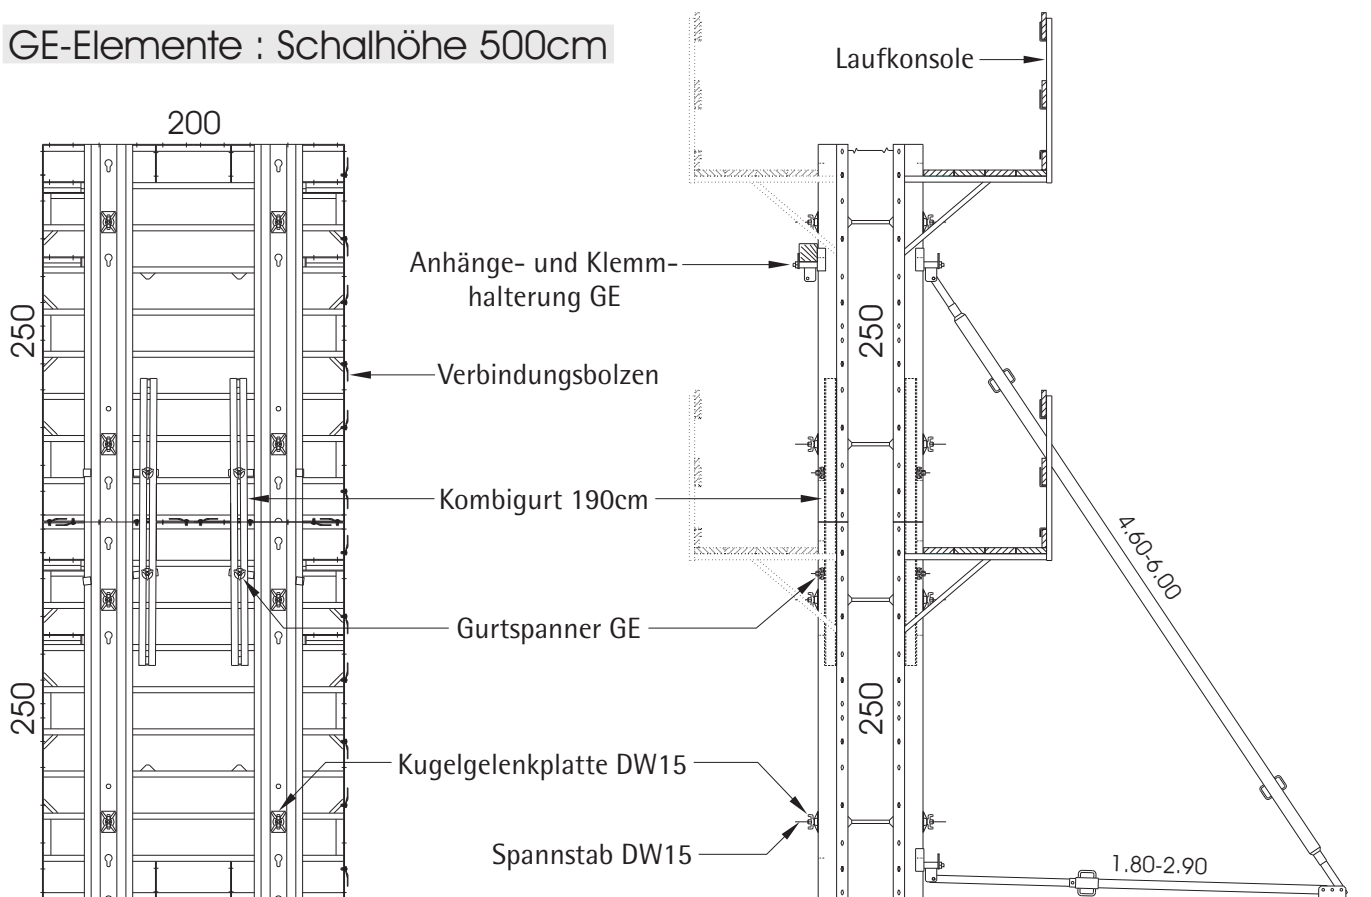 GE-Elemente : Schalhöhe 500cm
Laufkonsole
200
Anhänge- und Klemm-
halterung GE
250
250
Verbindungsbolzen
Kombigurt 190cm
4.60-6.00
Gurtspanner GE
250
250
Kugelgelenkplatte DW15
Spannstab DW15
1.80-2.90